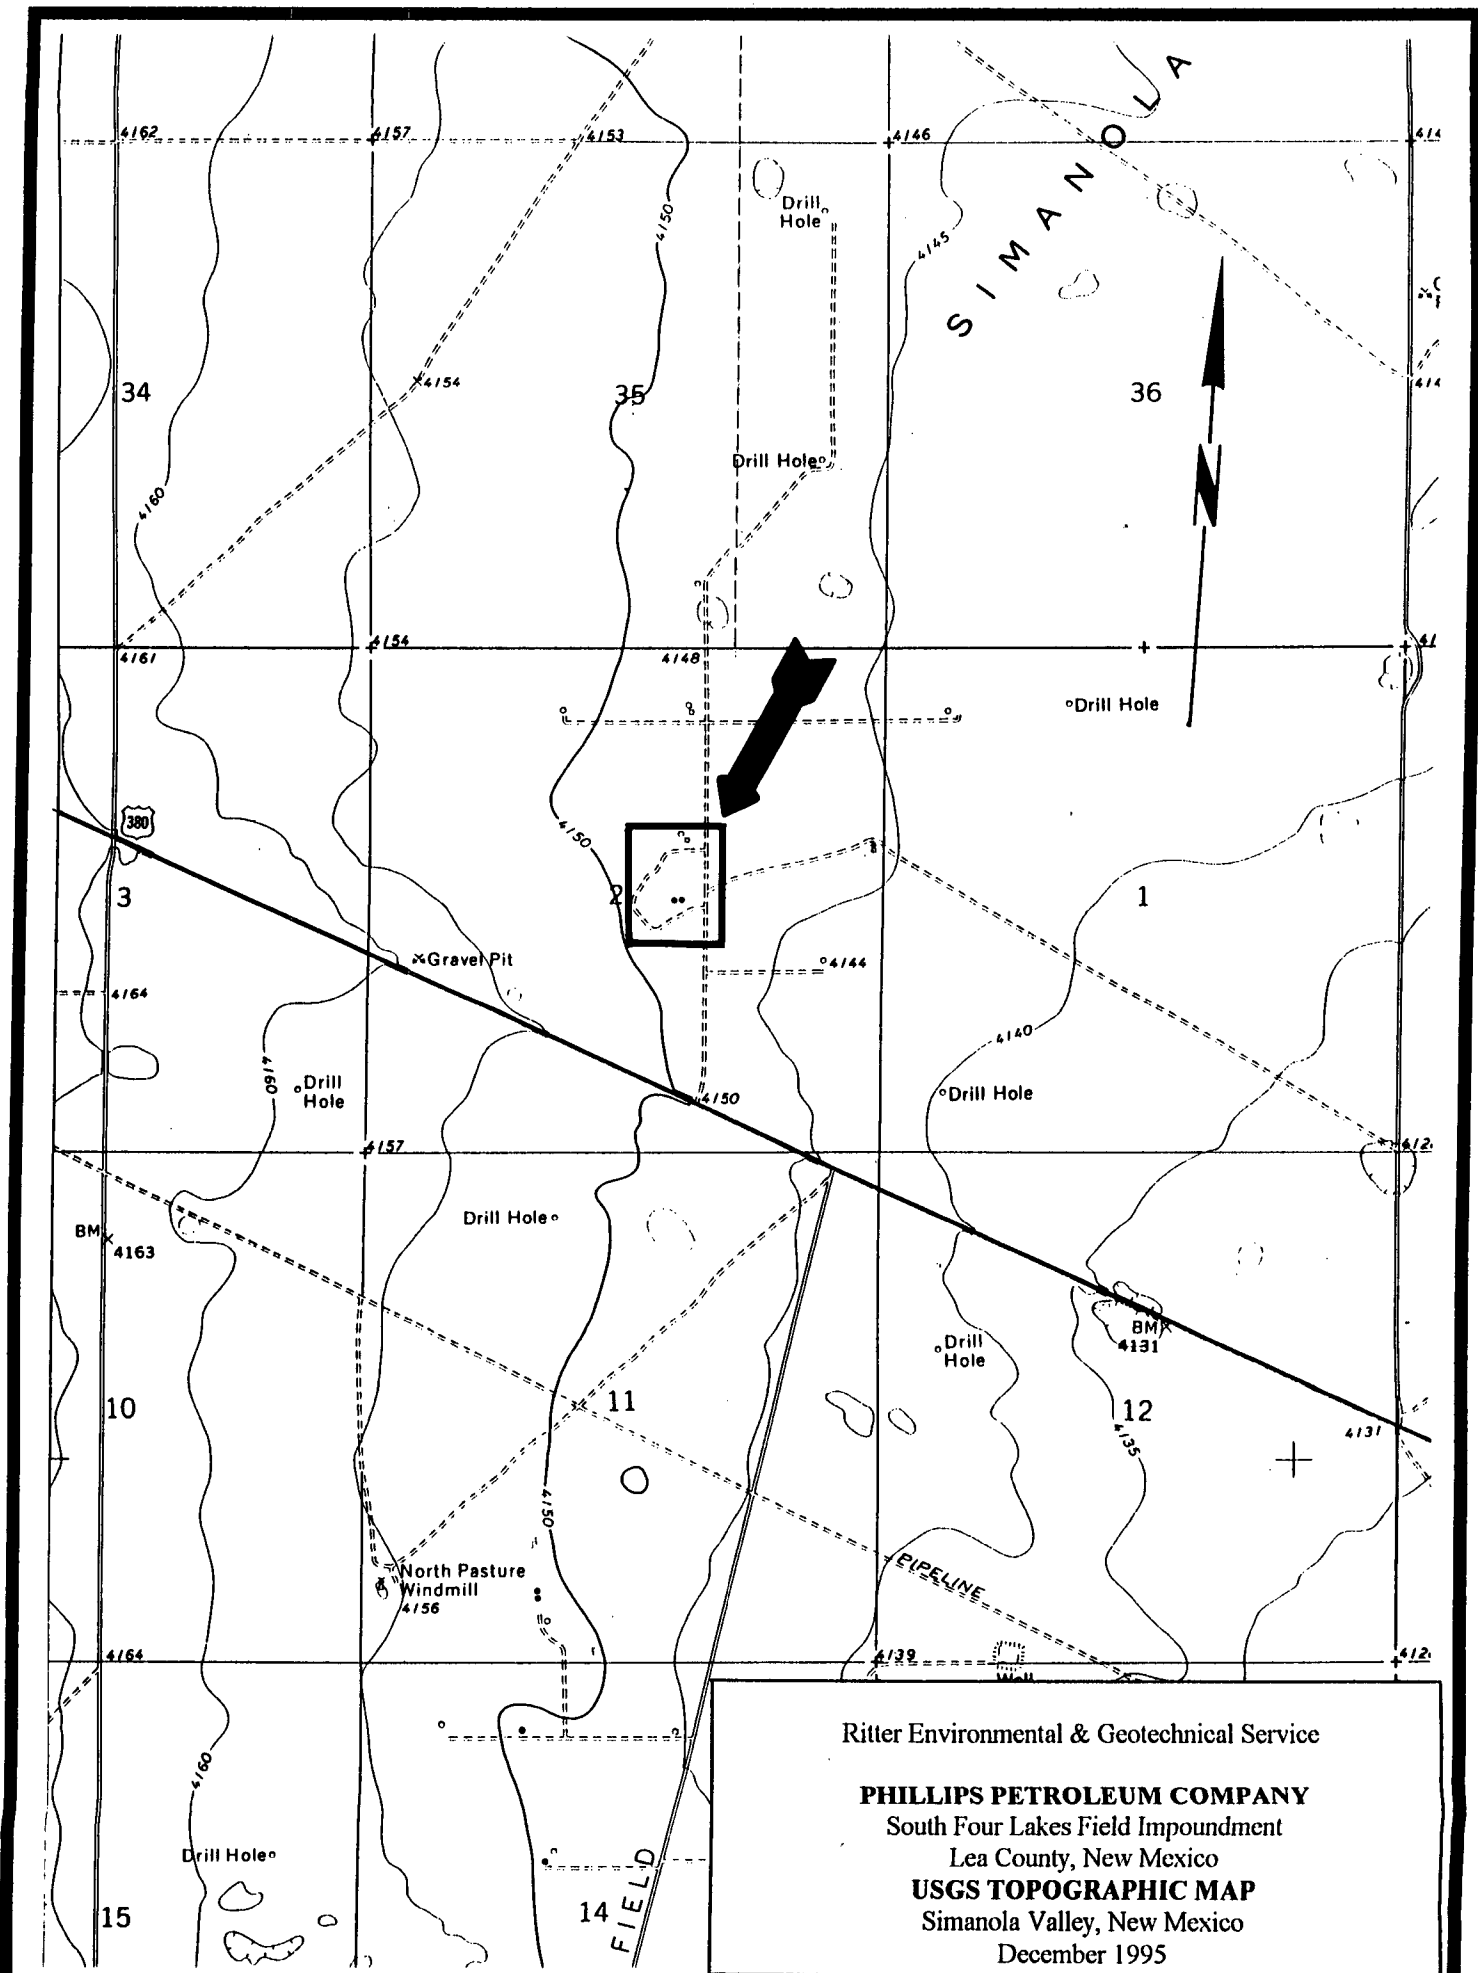 SIMANOLA
4162
4157
4153
4146
Drill
Hole
4150
4145
34
4154
35
36
Drill Hole
4160
N
4161
4154
4148
Drill Hole
380
4150
3
2
1
Gravel Pit
4144
4164
4140
4160
Drill
Hole
Drill Hole
4150
4157
Drill Hole
BM
4163
BM
4131
Drill
Hole
10
11
12
4135
4131
4150
North Pasture
Windmill
4156
PIPELINE
4164
4139
4160
Drill Hole
15
14
FIELD
Ritter Environmental & Geotechnical Service
PHILLIPS PETROLEUM COMPANY
South Four Lakes Field Impoundment
Lea County, New Mexico
USGS TOPOGRAPHIC MAP
Simanola Valley, New Mexico
December 1995